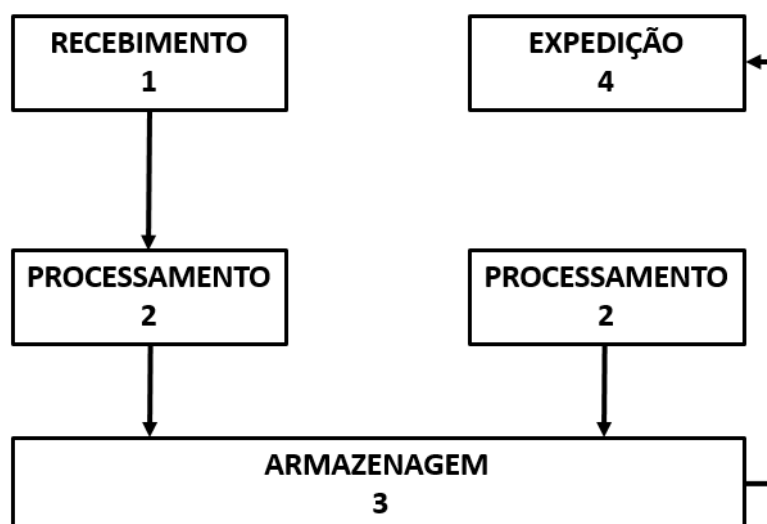 RECEBIMENTO
1
EXPEDIÇÃO
4
PROCESSAMENTO
2
PROCESSAMENTO
2
ARMAZENAGEM
3